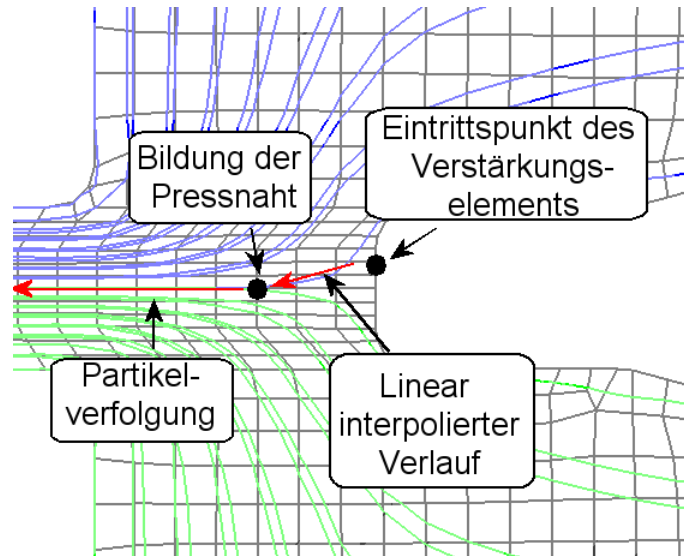 Bildung der
Pressnaht
Eintrittspunkt des
Verstärkungs-
elements
Partikel-
verfolgung
Linear
interpolierter
Verlauf